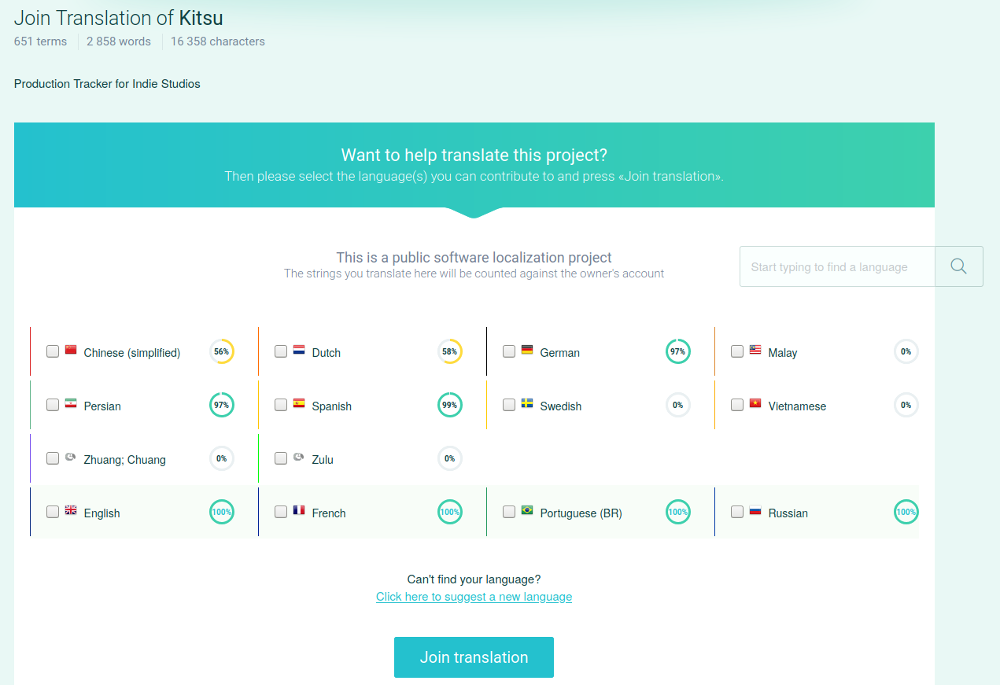 Join Translation of Kitsu
651 terms 2 858 words 16 358 characters
Production Tracker for Indie Studios
Want to help translate this project?
Then please select the language(s) you can contribute to and press «Join translation».
This is a public software localization project
The strings you translate here will be counted against the owner's account
Start typing to find a language
Chinese (simplified) 56% Dutch 58% German 97% Malay 0%
Persian 97% Spanish 99% Swedish 0% Vietnamese 0%
Zhuang; Chuang 0% Zulu 0%
English 100% French 100% Portuguese (BR) 100% Russian 100%
Can't find your language?
Click here to suggest a new language
Join translation